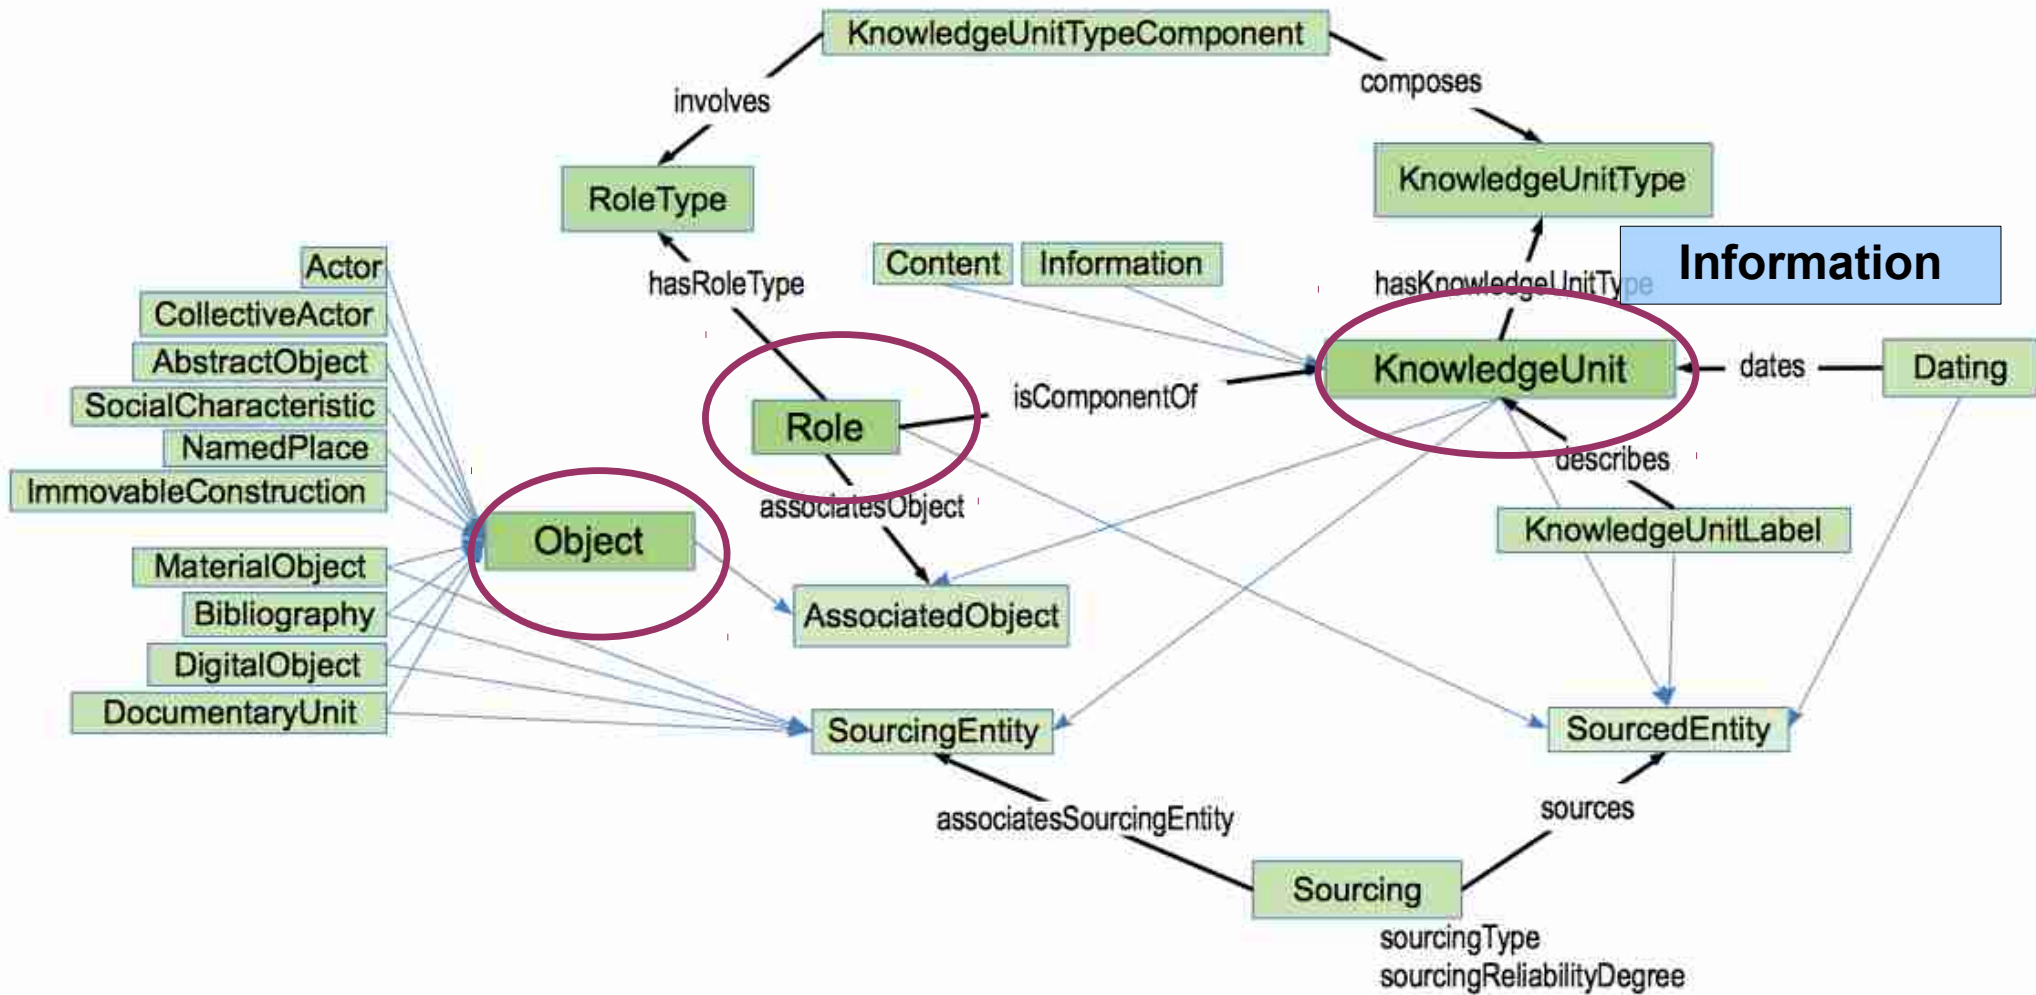 KnowledgeUnitTypeComponent
composes
involves
KnowledgeUnitType
RoleType
Information
Actor
hasRoleType
Content
Information
hasKnowledgeUnitType
CollectiveActor
AbstractObject
KnowledgeUnit
dates
Dating
SocialCharacteristic
isComponentOf
Role
NamedPlace
describes
ImmovableConstruction
associatesObject
Object
KnowledgeUnitLabel
MaterialObject
Bibliography
AssociatedObject
DigitalObject
DocumentaryUnit
SourcingEntity
SourcedEntity
associatesSourcingEntity
sources
Sourcing
sourcingType
sourcingReliabilityDegree